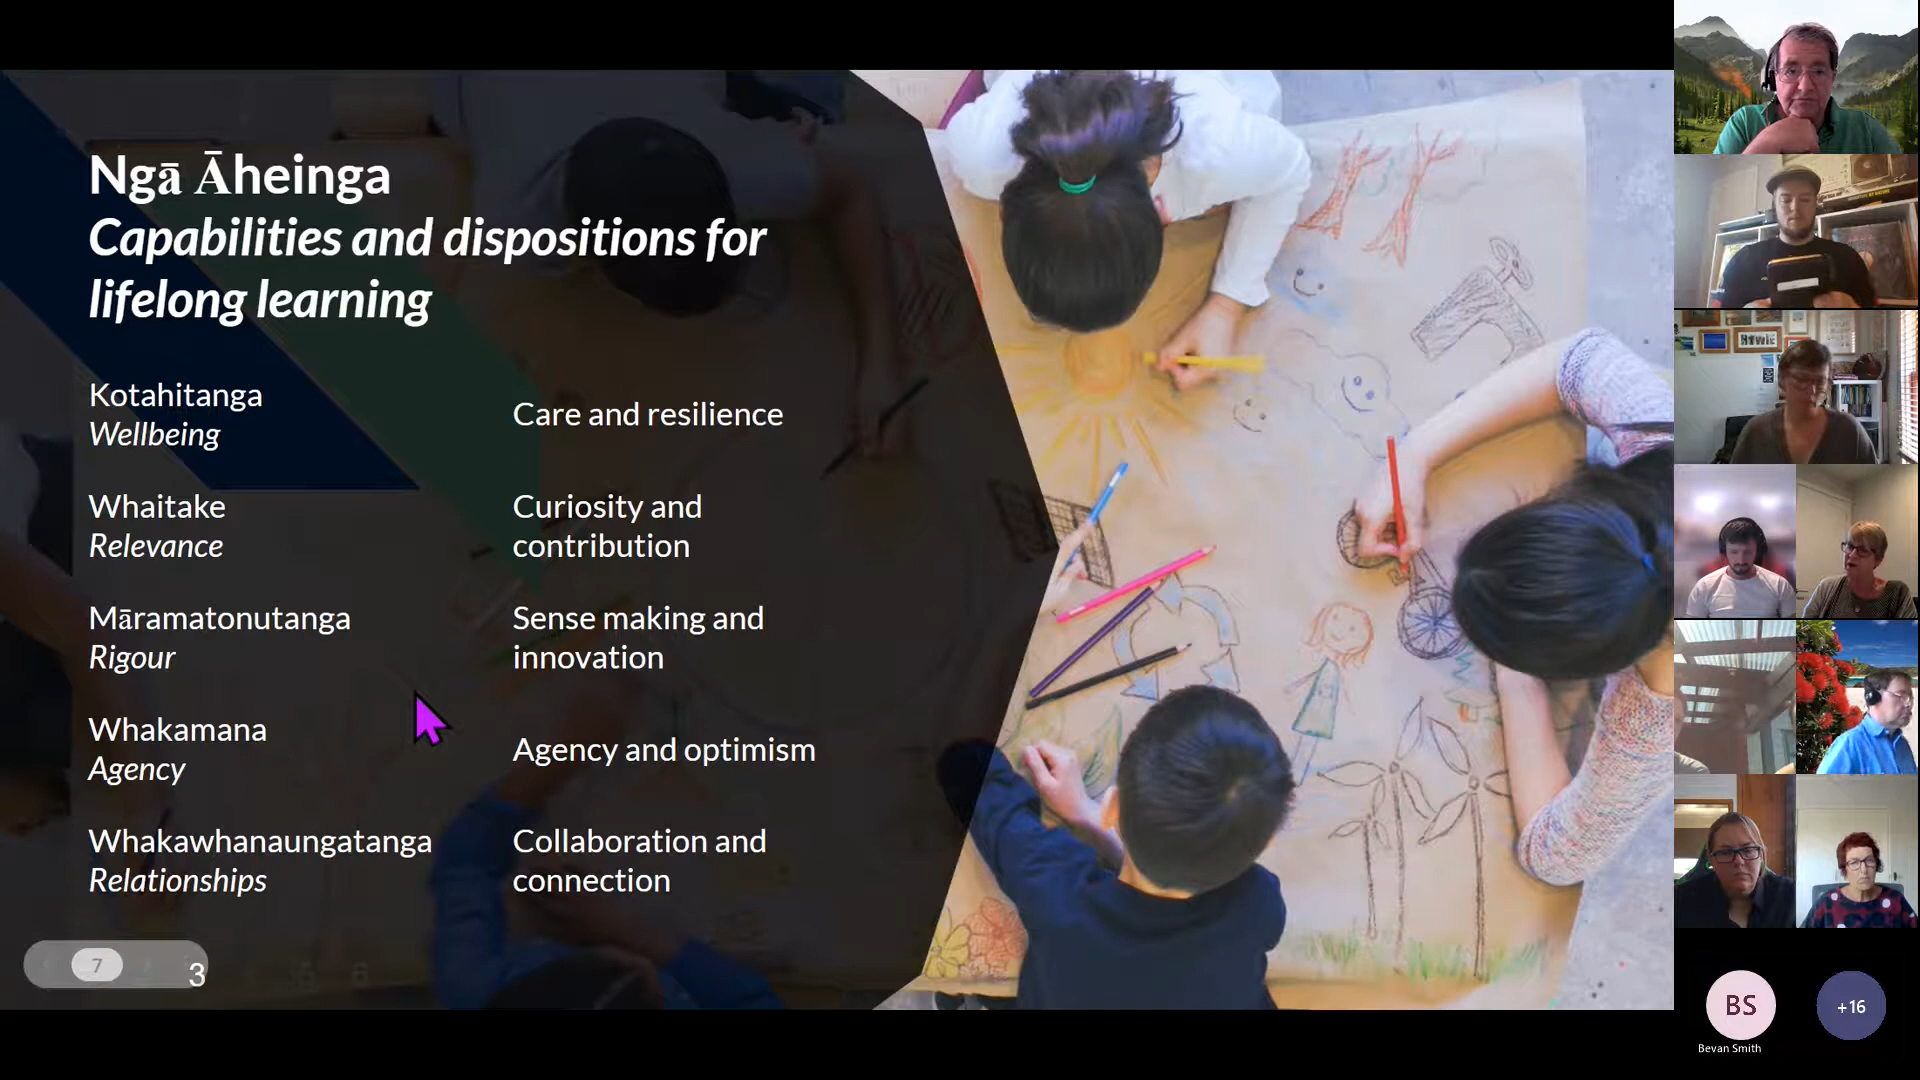 Ngā Āheinga
Capabilities and dispositions for
lifelong learning
Kotahitanga
Wellbeing
Care and resilience
Whaitake
Relevance
Curiosity and
contribution
Māramatonutanga
Rigour
Sense making and
innovation
Whakamana
Agency
Agency and optimism
Whakawhanaungatanga
Relationships
Collaboration and
connection
7
3
BS
Bevan Smith
+16